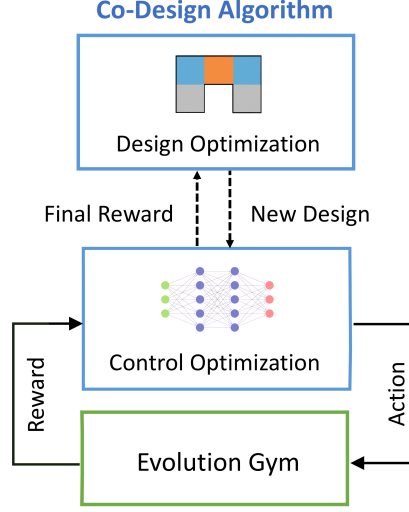 Co-Design Algorithm
Design Optimization
Final Reward
New Design
Control Optimization
Reward
Action
Evolution Gym